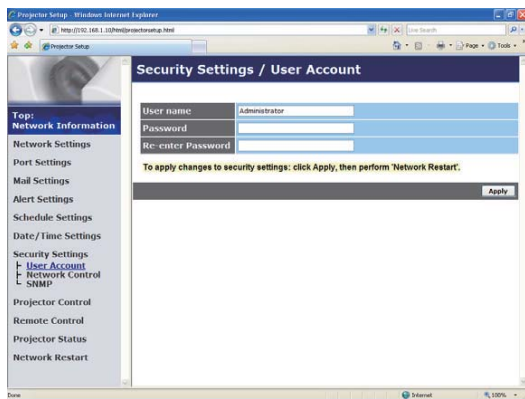 Projector Setup - Windows Internet Explorer
http://192.168.1.10/html/projectorsetup.html
Live Search
Projector Setup
Page
Tools
Security Settings / User Account
Top:
Network Information
Network Settings
Port Settings
Mail Settings
Alert Settings
Schedule Settings
Date/Time Settings
Security Settings
User Account
Network Control
SNMP
Projector Control
Remote Control
Projector Status
Network Restart
User name Administrator
Password
Re-enter Password
To apply changes to security settings: click Apply, then perform 'Network Restart'.
Apply
Done
Internet
100%